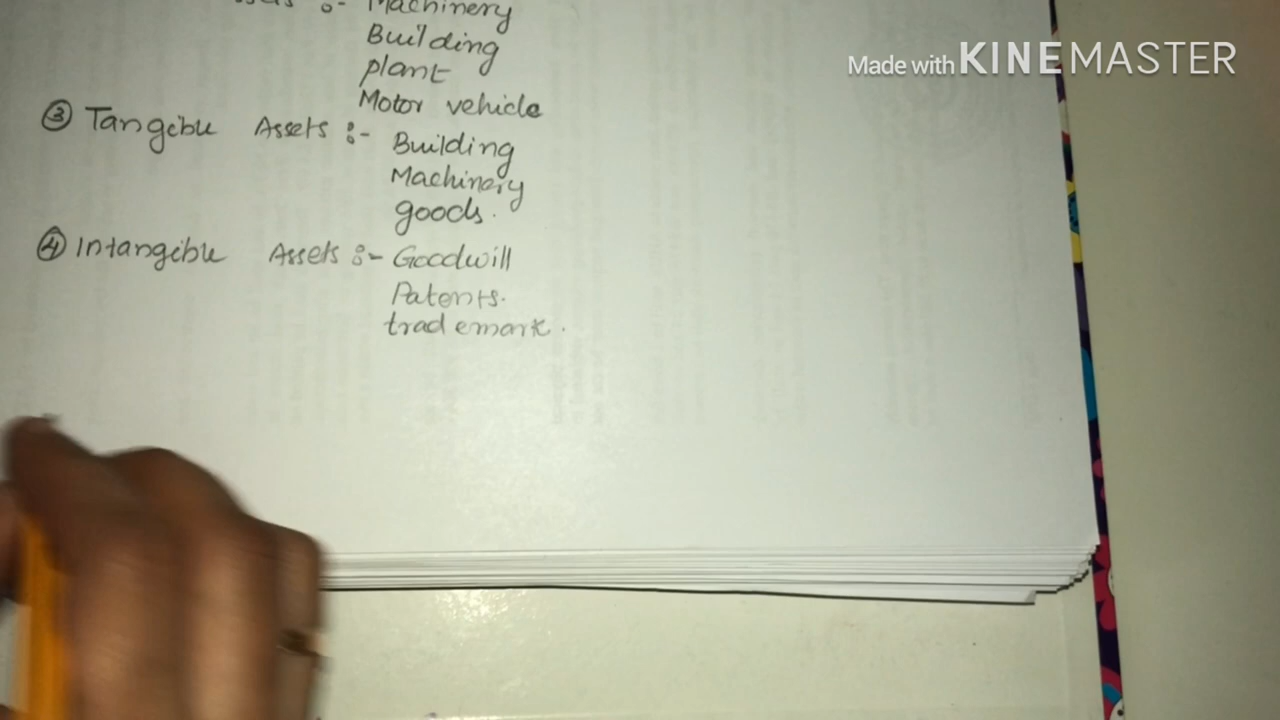 :- Machinery
Building
plant
Motor vehicle
③ Tangible Assets :-
Building
Machinery
goods.
④ Intangible Assets :- Goodwill
Patents.
trademark.
Made with KINEMASTER